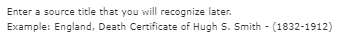 Enter a source title that you will recognize later.
Example: England, Death Certificate of Hugh S. Smith - (1832-1912)